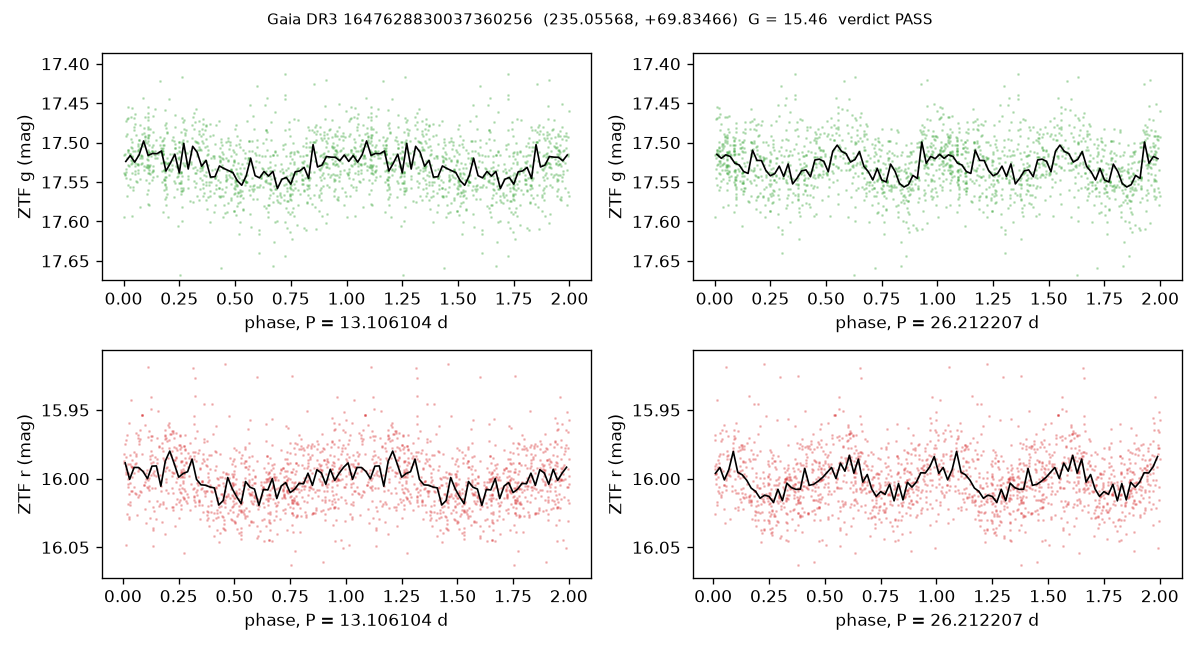 Gaia DR3 1647628830037360256  (235.05568, +69.83466)  G = 15.46  verdict PASS
ZTF g (mag)
17.40
17.45
17.50
17.55
17.60
17.65
0.00 0.25 0.50 0.75 1.00 1.25 1.50 1.75 2.00
phase, P = 13.106104 d
ZTF g (mag)
17.40
17.45
17.50
17.55
17.60
17.65
0.00 0.25 0.50 0.75 1.00 1.25 1.50 1.75 2.00
phase, P = 26.212207 d
ZTF r (mag)
15.95
16.00
16.05
0.00 0.25 0.50 0.75 1.00 1.25 1.50 1.75 2.00
phase, P = 13.106104 d
ZTF r (mag)
15.95
16.00
16.05
0.00 0.25 0.50 0.75 1.00 1.25 1.50 1.75 2.00
phase, P = 26.212207 d